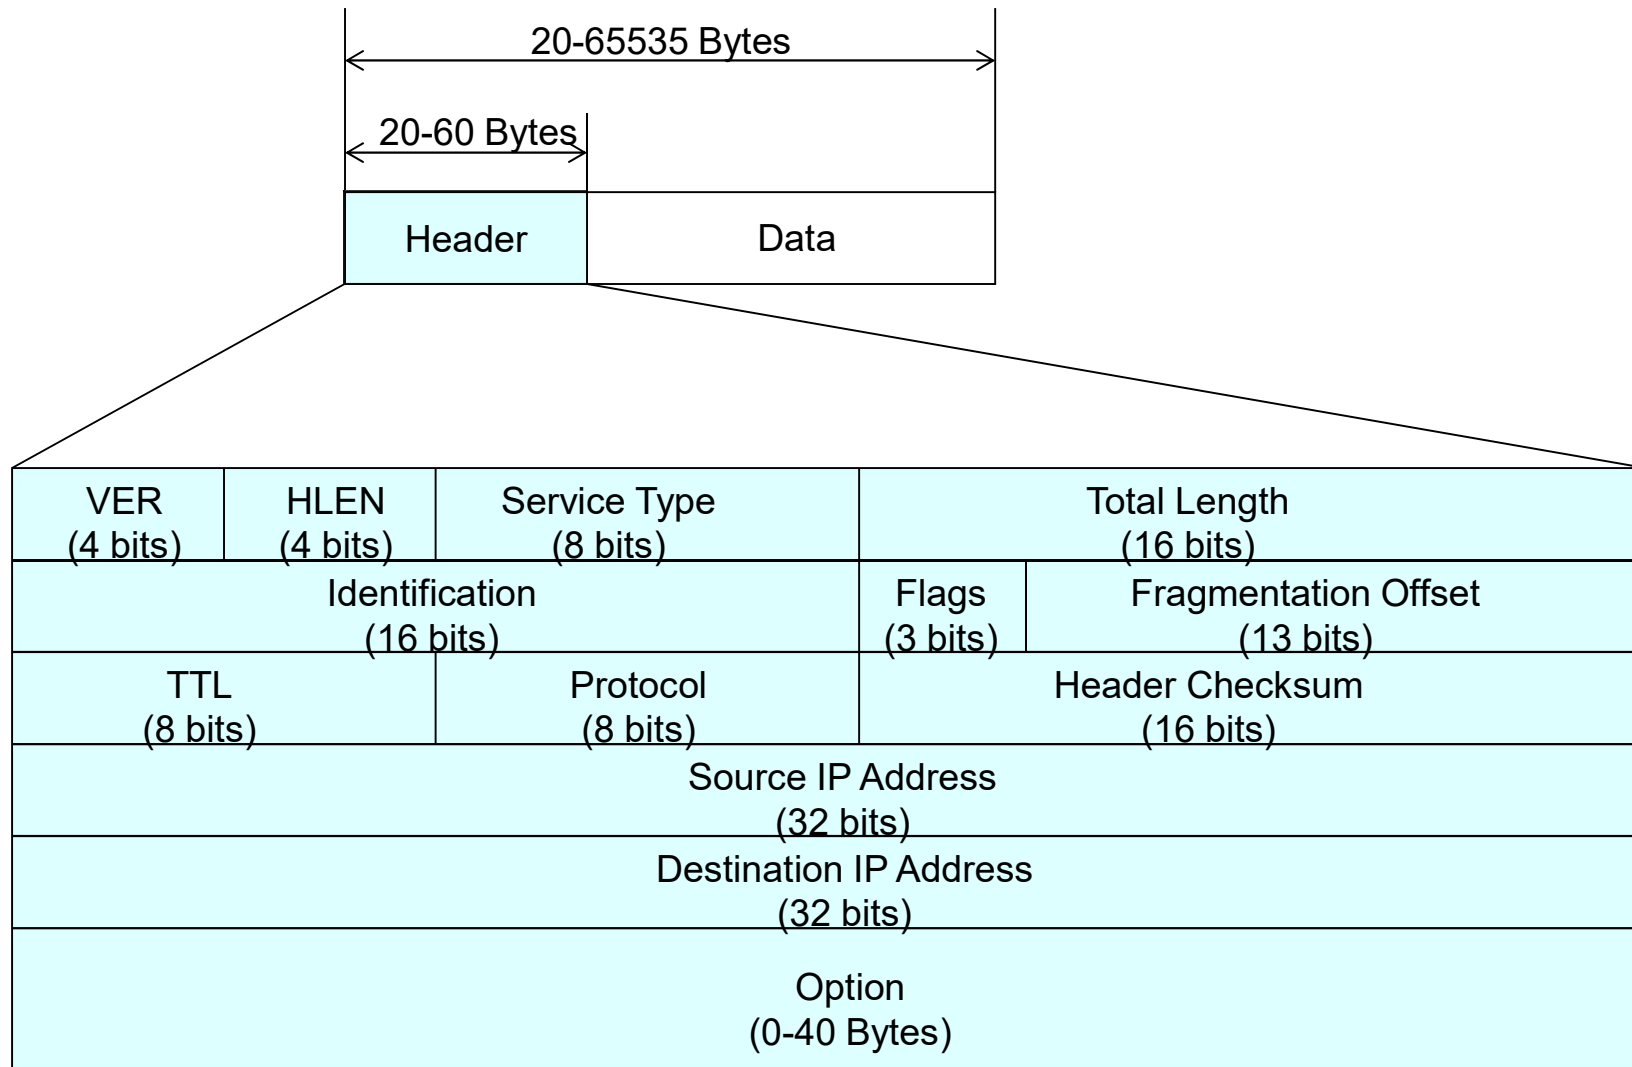 20-65535 Bytes
20-60 Bytes
Header
Data
VER
(4 bits)
HLEN
(4 bits)
Service Type
(8 bits)
Total Length
(16 bits)
Identification
(16 bits)
Flags
(3 bits)
Fragmentation Offset
(13 bits)
TTL
(8 bits)
Protocol
(8 bits)
Header Checksum
(16 bits)
Source IP Address
(32 bits)
Destination IP Address
(32 bits)
Option
(0-40 Bytes)